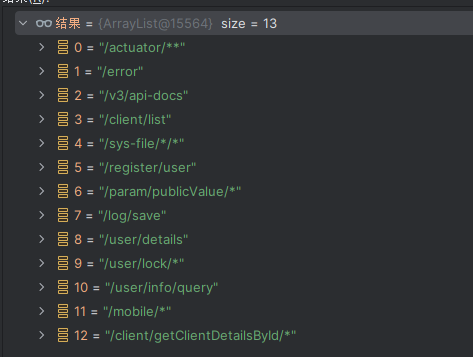 结果 = {ArrayList@15564} size = 13
0 = "/actuator/**"
1 = "/error"
2 = "/v3/api-docs"
3 = "/client/list"
4 = "/sys-file/*/*"
5 = "/register/user"
6 = "/param/publicValue/*"
7 = "/log/save"
8 = "/user/details"
9 = "/user/lock/*"
10 = "/user/info/query"
11 = "/mobile/*"
12 = "/client/getClientDetailsById/*"